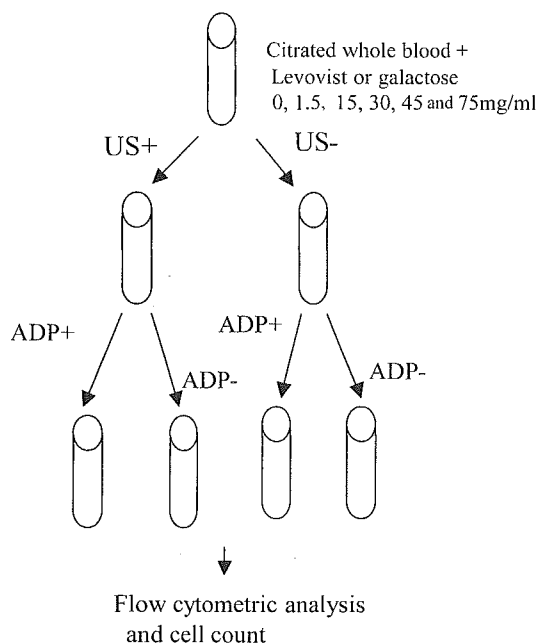 Citrated whole blood +
Levovist or galactose
0, 1.5, 15, 30, 45 and 75mg/ml
US+
US-
ADP+
ADP-
ADP+
ADP-
Flow cytometric analysis
and cell count